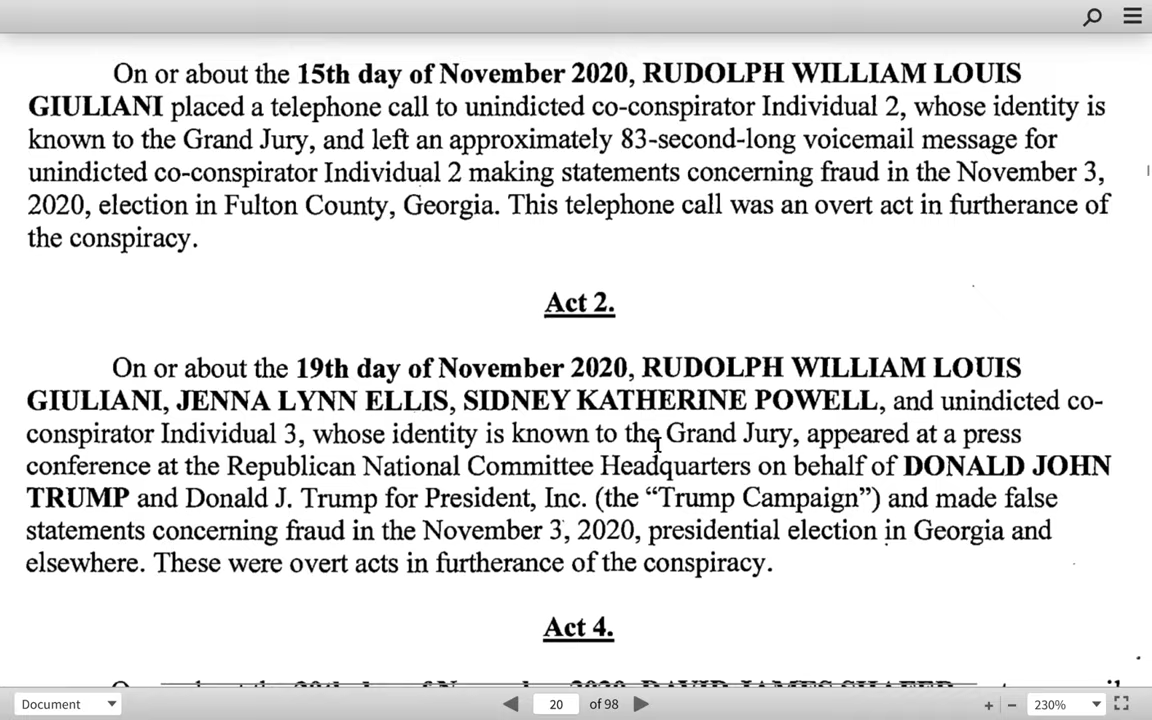 On or about the 15th day of November 2020, RUDOLPH WILLIAM LOUIS
GIULIANI placed a telephone call to unindicted co-conspirator Individual 2, whose identity is
known to the Grand Jury, and left an approximately 83-second-long voicemail message for
unindicted co-conspirator Individual 2 making statements concerning fraud in the November 3,
2020, election in Fulton County, Georgia. This telephone call was an overt act in furtherance of
the conspiracy.
Act 2.
On or about the 19th day of November 2020, RUDOLPH WILLIAM LOUIS
GIULIANI, JENNA LYNN ELLIS, SIDNEY KATHERINE POWELL, and unindicted co-
conspirator Individual 3, whose identity is known to the Grand Jury, appeared at a press
conference at the Republican National Committee Headquarters on behalf of DONALD JOHN
TRUMP and Donald J. Trump for President, Inc. (the “Trump Campaign”) and made false
statements concerning fraud in the November 3, 2020, presidential election in Georgia and
elsewhere. These were overt acts in furtherance of the conspiracy.
Act 4.
Document 20 of 98 + − 230%